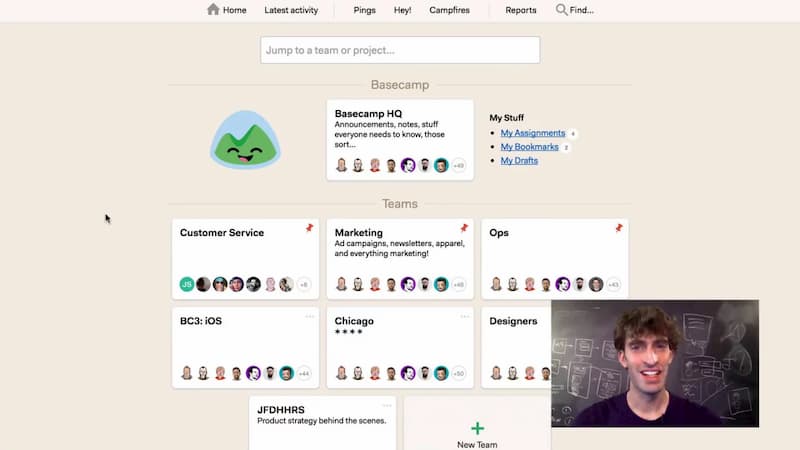 Home Latest activity Pings Hey! Campfires Reports Find...
Jump to a team or project...
Basecamp
Basecamp HQ
Announcements, notes, stuff
everyone needs to know, those
sort...
+49
My Stuff
My Assignments 4
My Bookmarks 2
My Drafts
Teams
Customer Service
JS +8
Marketing
Ad campaigns, newsletters, apparel,
and everything marketing!
+48
Ops
+43
BC3: iOS
+44
Chicago
****
+50
Designers
JFDHHRS
Product strategy behind the scenes.
+
New Team